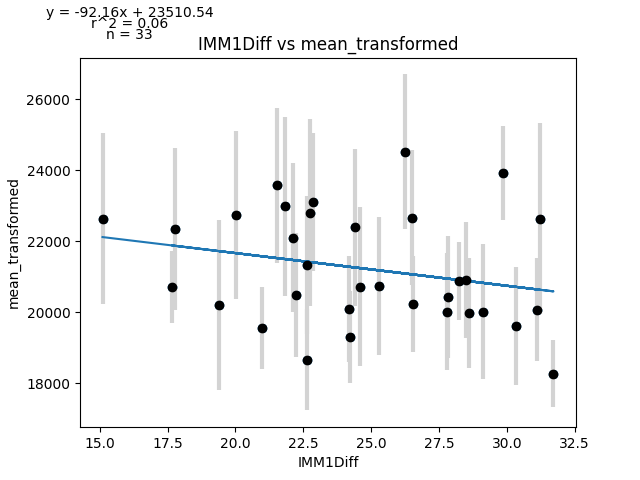 y = -92.16x + 23510.54
r^2 = 0.06
n = 33
IMM1Diff vs mean_transformed
mean_transformed
26000
24000
22000
20000
18000
15.0 17.5 20.0 22.5 25.0 27.5 30.0 32.5
IMM1Diff